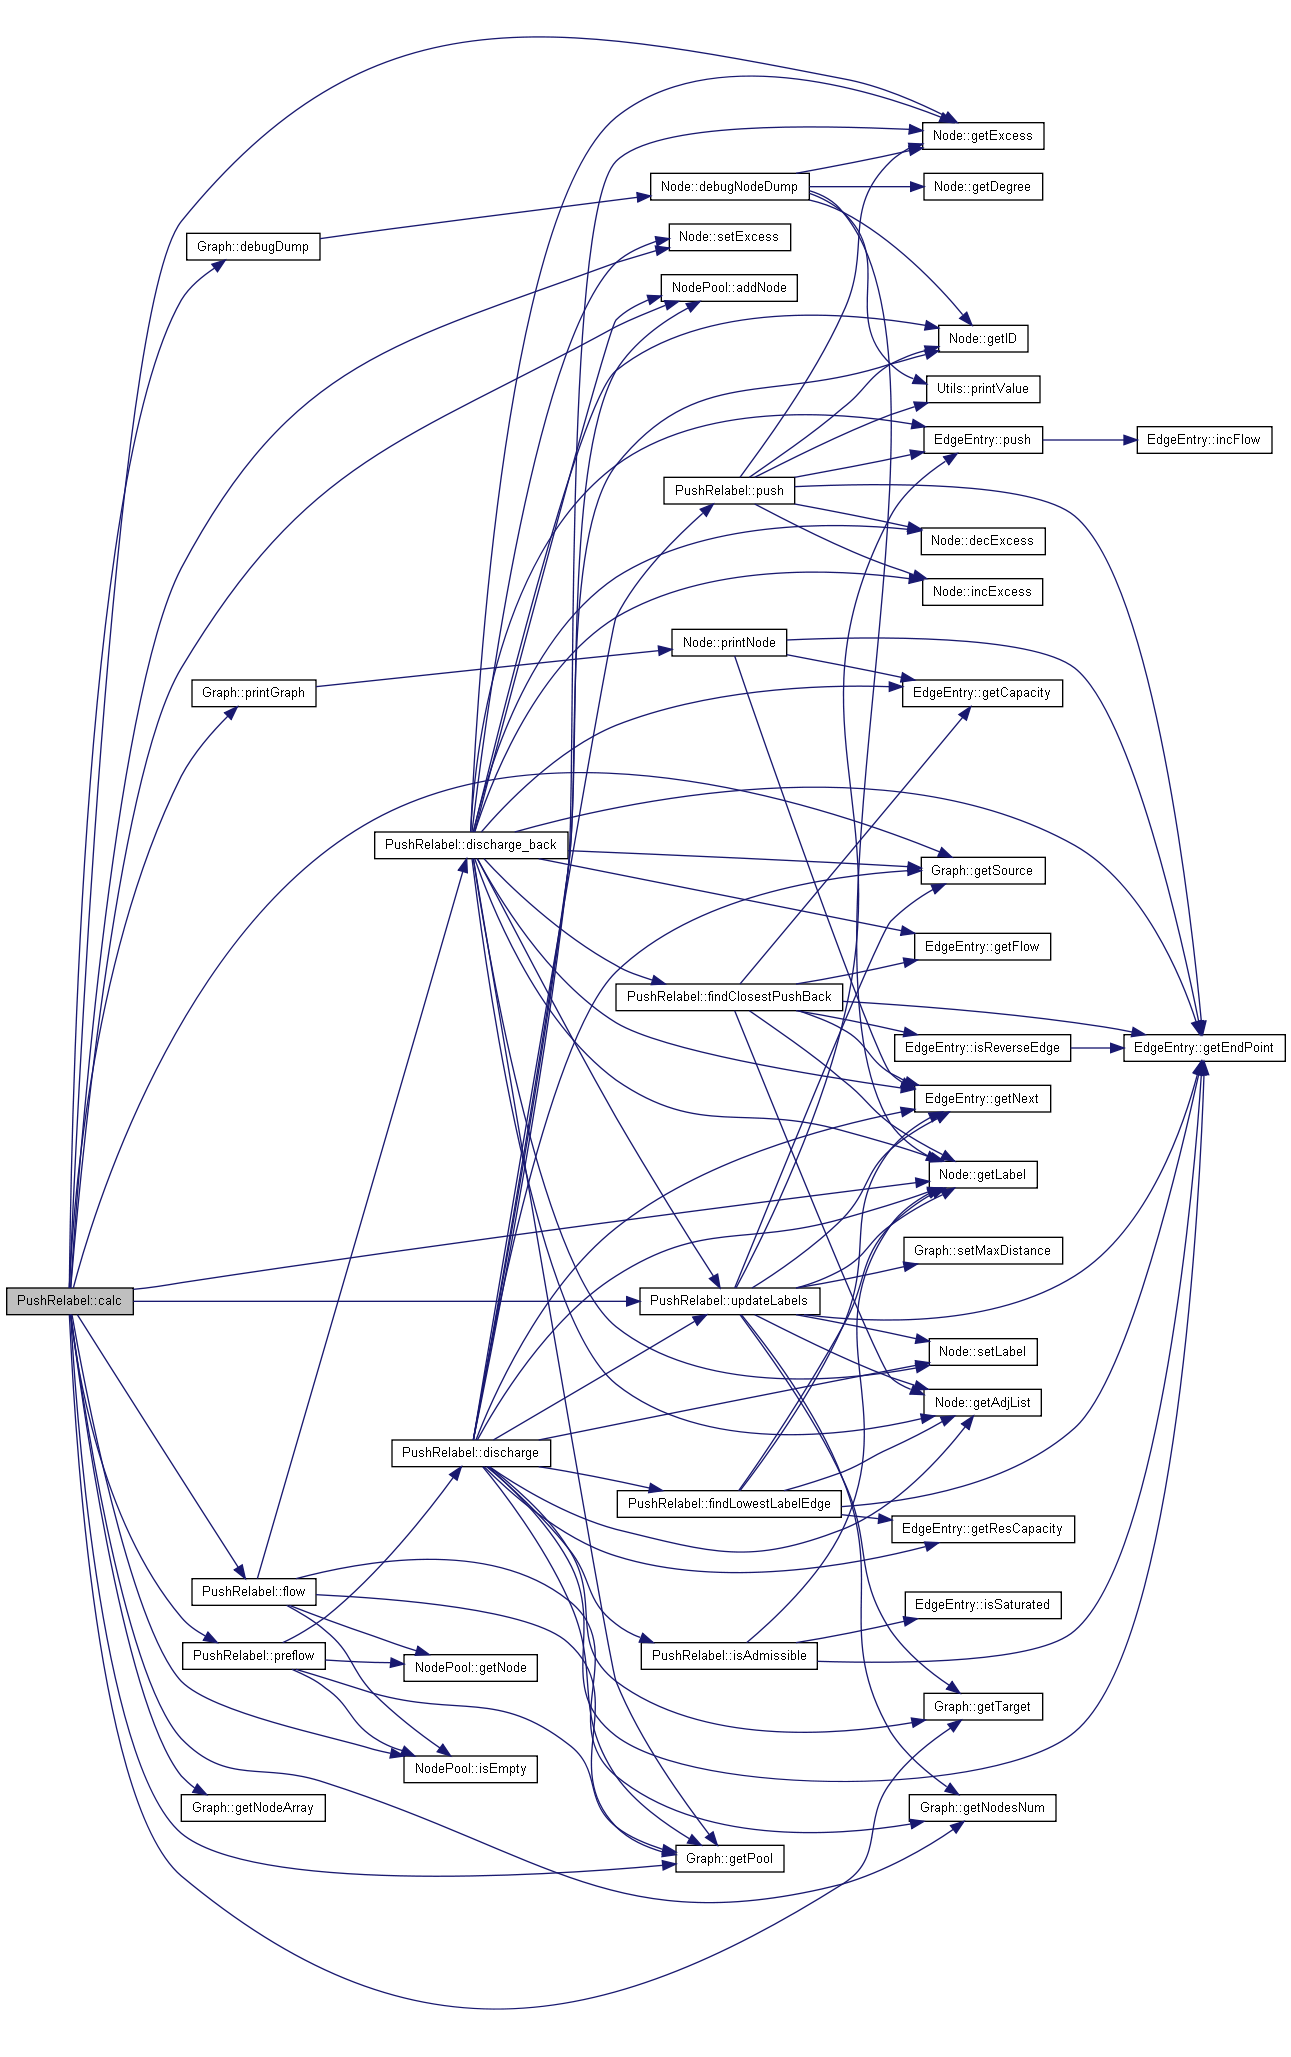 Node::getExcess
Node::debugNodeDump
Node::getDegree
Node::setExcess
Graph::debugDump
NodePool::addNode
Node::getID
Utils::printValue
EdgeEntry::push
EdgeEntry::incFlow
PushRelabel::push
Node::decExcess
Node::incExcess
Node::printNode
Graph::printGraph
EdgeEntry::getCapacity
PushRelabel::discharge_back
Graph::getSource
EdgeEntry::getFlow
PushRelabel::findClosestPushBack
EdgeEntry::isReverseEdge
EdgeEntry::getEndPoint
EdgeEntry::getNext
Node::getLabel
Graph::setMaxDistance
PushRelabel::calc
PushRelabel::updateLabels
Node::setLabel
Node::getAdjList
PushRelabel::discharge
PushRelabel::findLowestLabelEdge
EdgeEntry::getResCapacity
PushRelabel::flow
EdgeEntry::isSaturated
PushRelabel::preflow
NodePool::getNode
PushRelabel::isAdmissible
Graph::getTarget
NodePool::isEmpty
Graph::getNodeArray
Graph::getNodesNum
Graph::getPool